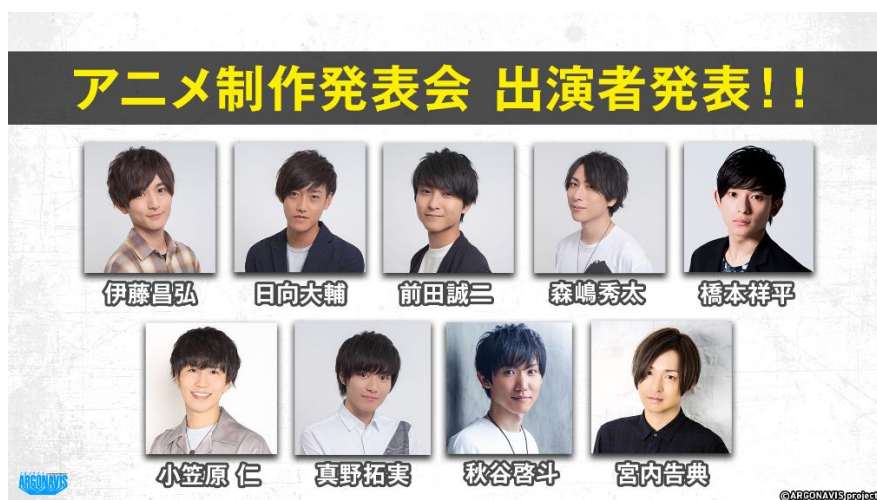 アニメ制作発表会 出演者発表!!
伊藤昌弘 日向大輔 前田誠二 森嶋秀太 橋本祥平
小笠原 仁 真野拓実 秋谷啓斗 宮内告典
ARGONAVIS
©ARGONAVIS project